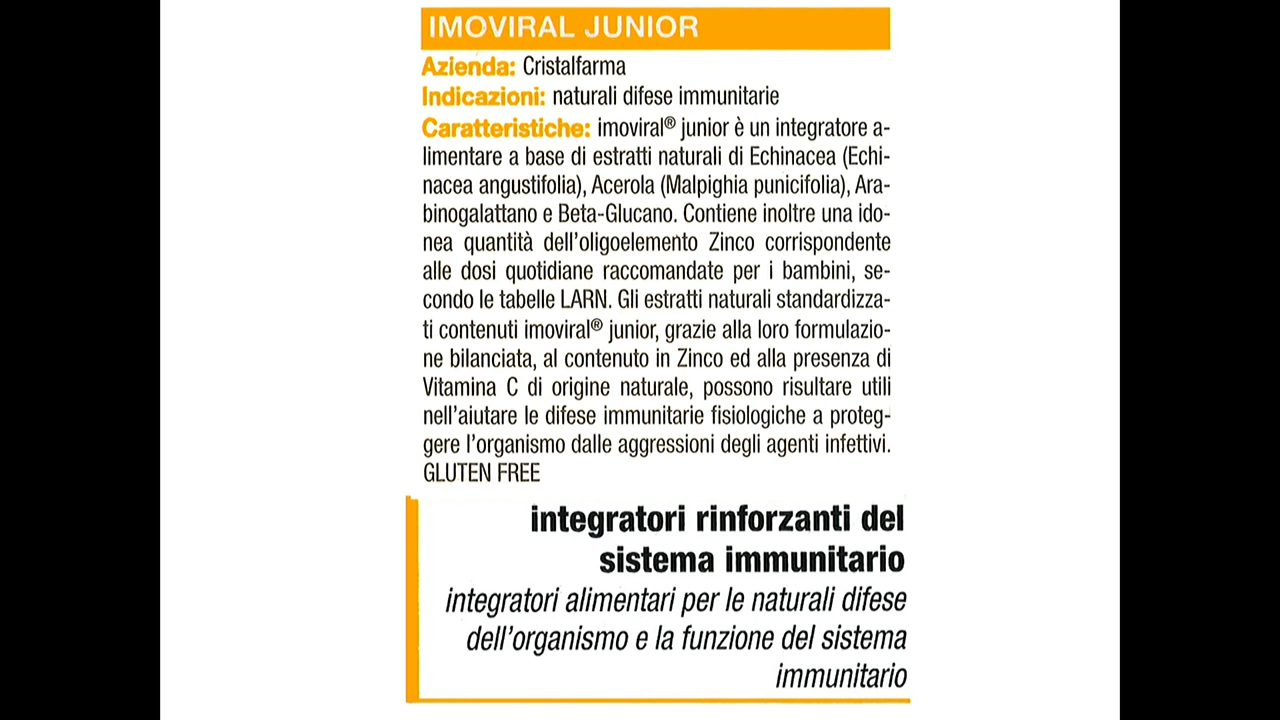 IMOVIRAL JUNIOR
Azienda: Cristalfarma
Indicazioni: naturali difese immunitarie
Caratteristiche: imoviral® junior è un integratore a-
limentare a base di estratti naturali di Echinacea (Echi-
nacea angustifolia), Acerola (Malpighia punicifolia), Ara-
binogalattano e Beta-Glucano. Contiene inoltre una ido-
nea quantità dell'oligoelemento Zinco corrispondente
alle dosi quotidiane raccomandate per i bambini, se-
condo le tabelle LARN. Gli estratti naturali standardizza-
ti contenuti imoviral® junior, grazie alla loro formulazio-
ne bilanciata, al contenuto in Zinco ed alla presenza di
Vitamina C di origine naturale, possono risultare utili
nell'aiutare le difese immunitarie fisiologiche a proteg-
gere l'organismo dalle aggressioni degli agenti infettivi.
GLUTEN FREE
integratori rinforzanti del
sistema immunitario
integratori alimentari per le naturali difese
dell'organismo e la funzione del sistema
immunitario